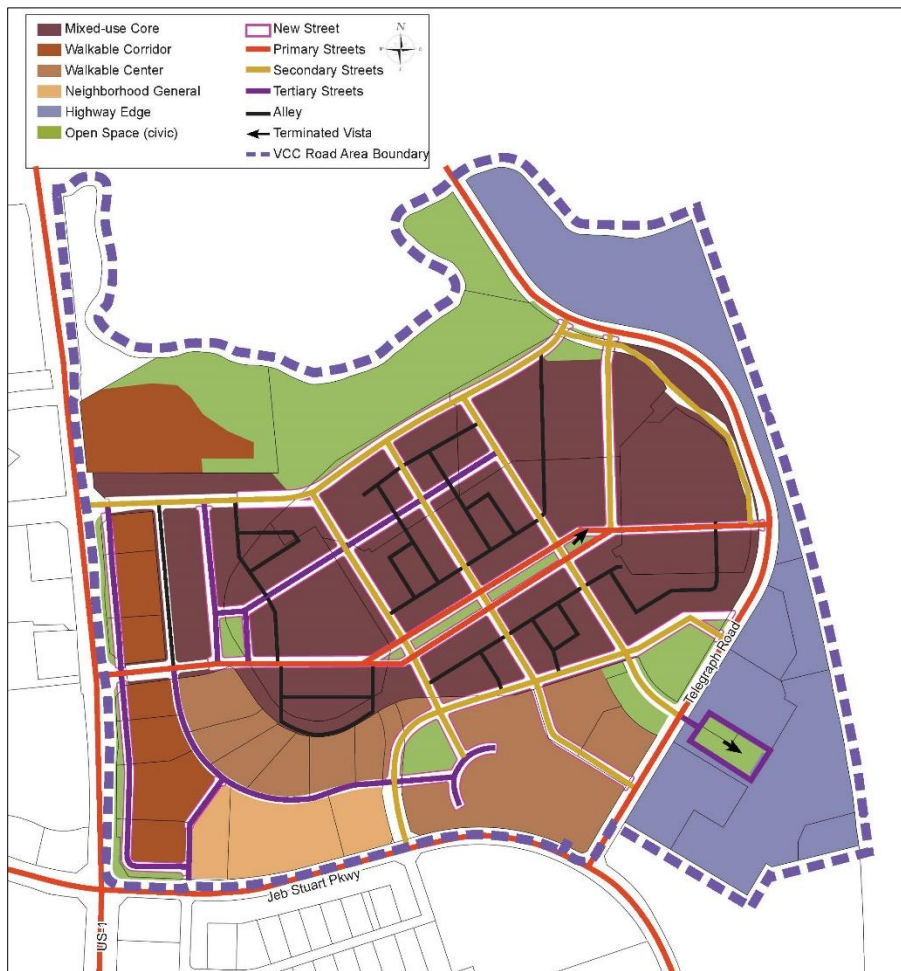 Mixed-use Core
Walkable Corridor
Walkable Center
Neighborhood General
Highway Edge
Open Space (civic)
New Street
Primary Streets
Secondary Streets
Tertiary Streets
Alley
Terminated Vista
VCC Road Area Boundary
N
Telegraph Road
Jeb Stuart Pkwy
US-1